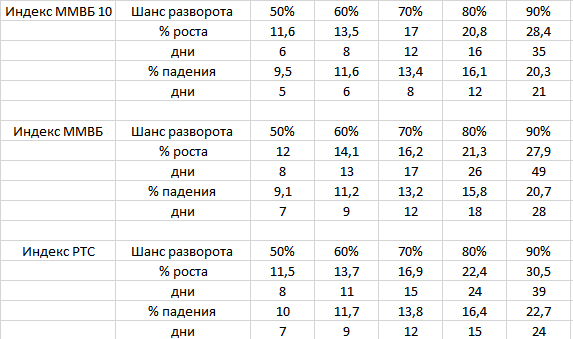 Индекс ММВБ 10 Шанс разворота 50% 60% 70% 80% 90%
% роста 11,6 13,5 17 20,8 28,4
дни 6 8 12 16 35
% падения 9,5 11,6 13,4 16,1 20,3
дни 5 6 8 12 21
Индекс ММВБ Шанс разворота 50% 60% 70% 80% 90%
% роста 12 14,1 16,2 21,3 27,9
дни 8 13 17 26 49
% падения 9,1 11,2 13,2 15,8 20,7
дни 7 9 12 18 28
Индекс РТС Шанс разворота 50% 60% 70% 80% 90%
% роста 11,5 13,7 16,9 22,4 30,5
дни 8 11 15 24 39
% падения 10 11,7 13,8 16,4 22,7
дни 7 9 12 15 24